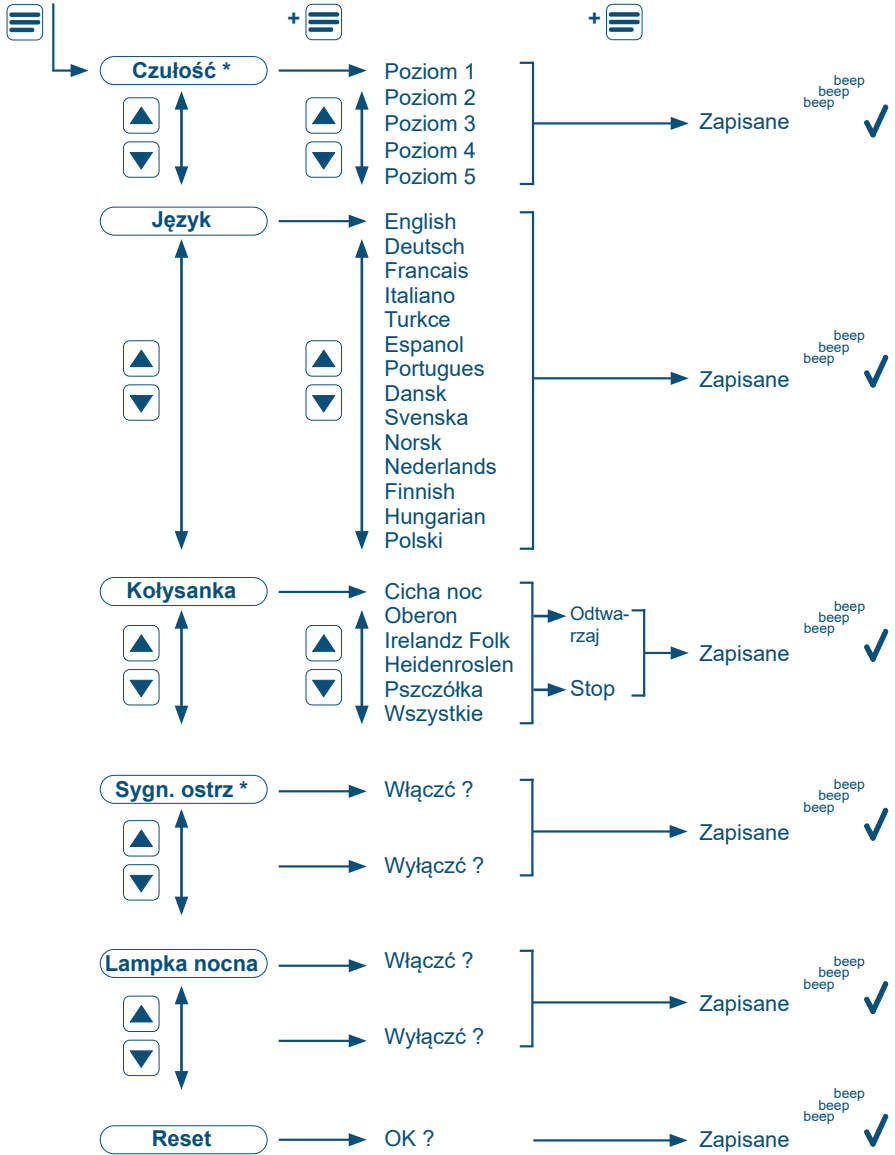 + +
Czułość *
Poziom 1
Poziom 2
Poziom 3
Poziom 4
Poziom 5
Zapisane
beep
beep
beep
Język
English
Deutsch
Francais
Italiano
Turkce
Espanol
Portugues
Dansk
Svenska
Norsk
Nederlands
Finnish
Hungarian
Polski
Zapisane
beep
beep
beep
Kołysanka
Cicha noc
Oberon
Irelandz Folk
Heidenroslen
Pszczółka
Wszystkie
Odtwa-
rzaj
Stop
Zapisane
beep
beep
beep
Sygn. ostrz *
Włączć ?
Wyłączć ?
Zapisane
beep
beep
beep
Lampka nocna
Włączć ?
Wyłączć ?
Zapisane
beep
beep
beep
Reset
OK ?
Zapisane
beep
beep
beep